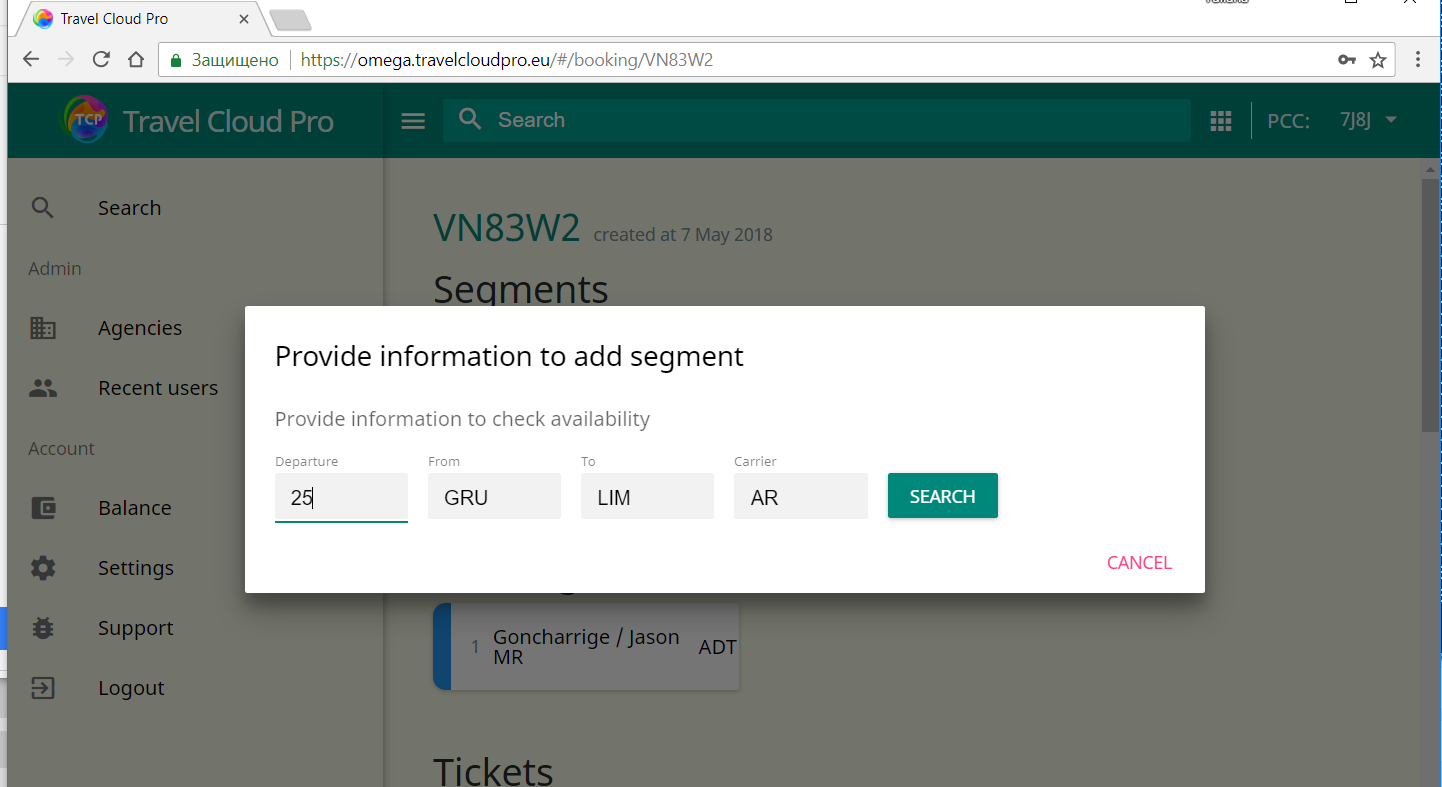 Travel Cloud Pro
Защищено https://omega.travelcloudpro.eu/#/booking/VN83W2
TCP Travel Cloud Pro Search PCC: 7J8J
Search
Admin
Agencies
Recent users
Account
Balance
Settings
Support
Logout
VN83W2 created at 7 May 2018
Segments
Provide information to add segment
Provide information to check availability
Departure From To Carrier
25 GRU LIM AR SEARCH
CANCEL
1 Goncharrige / Jason MR ADT
Tickets